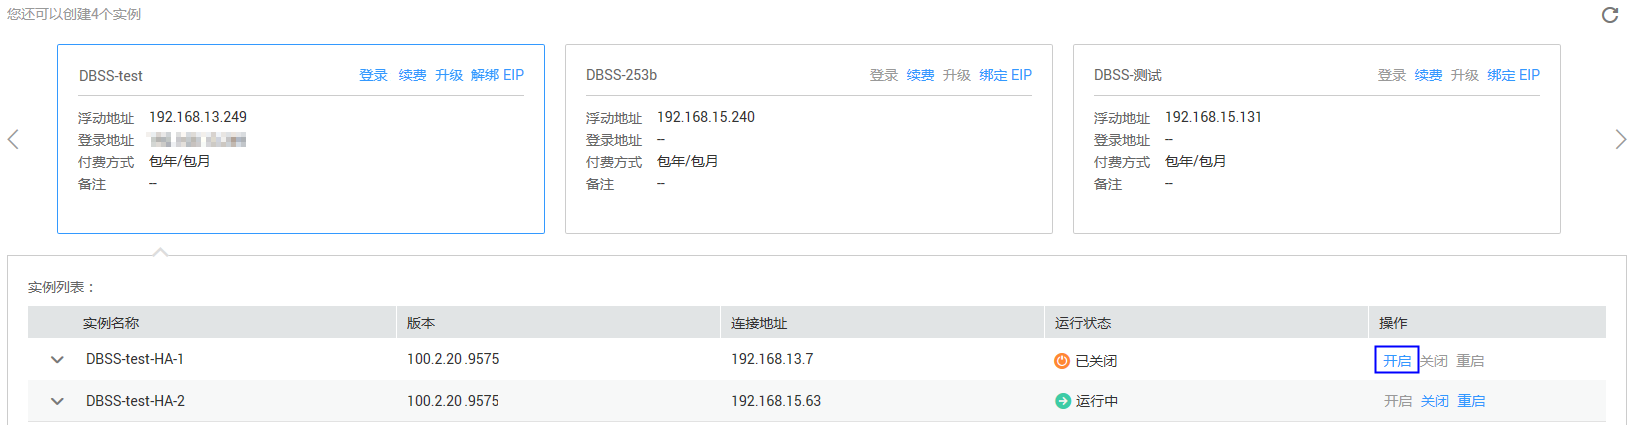 您还可以创建4个实例
DBSS-test 登录 续费 升级 解绑 EIP
浮动地址 192.168.13.249
登录地址
付费方式 包年/包月
备注 --
DBSS-253b 登录 续费 升级 绑定 EIP
浮动地址 192.168.15.240
登录地址 --
付费方式 包年/包月
备注 --
DBSS-测试 登录 续费 升级 绑定 EIP
浮动地址 192.168.15.131
登录地址 --
付费方式 包年/包月
备注 --
实例列表：
实例名称 版本 连接地址 运行状态 操作
DBSS-test-HA-1 100.2.20.9575 192.168.13.7 已关闭 开启 关闭 重启
DBSS-test-HA-2 100.2.20.9575 192.168.15.63 运行中 开启 关闭 重启